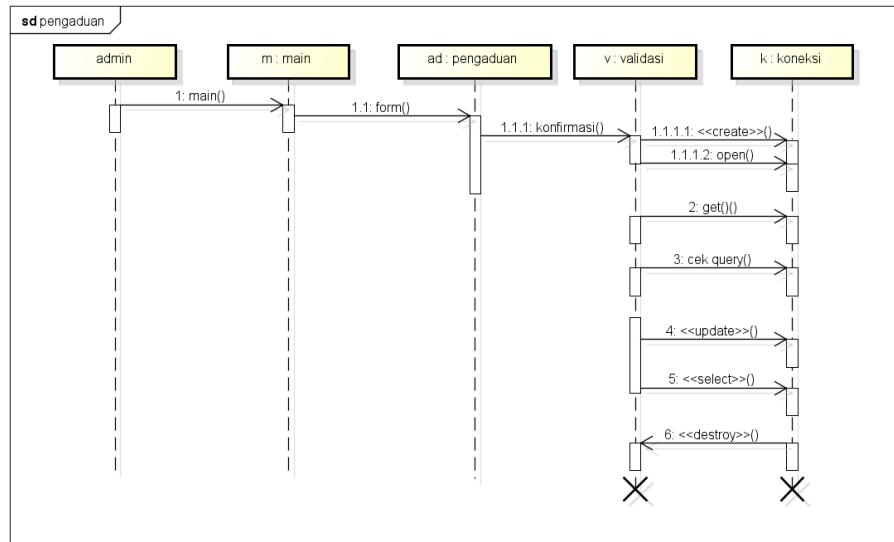 sd pengaduan
admin
m : main
ad : pengaduan
v : validasi
k : koneksi
1: main()
1.1: form()
1.1.1: konfirmasi()
1.1.1.1: <<create>>()
1.1.1.2: open()
2: get()()
3: cek query()
4: <<update>>()
5: <<select>>()
6: <<destroy>>()